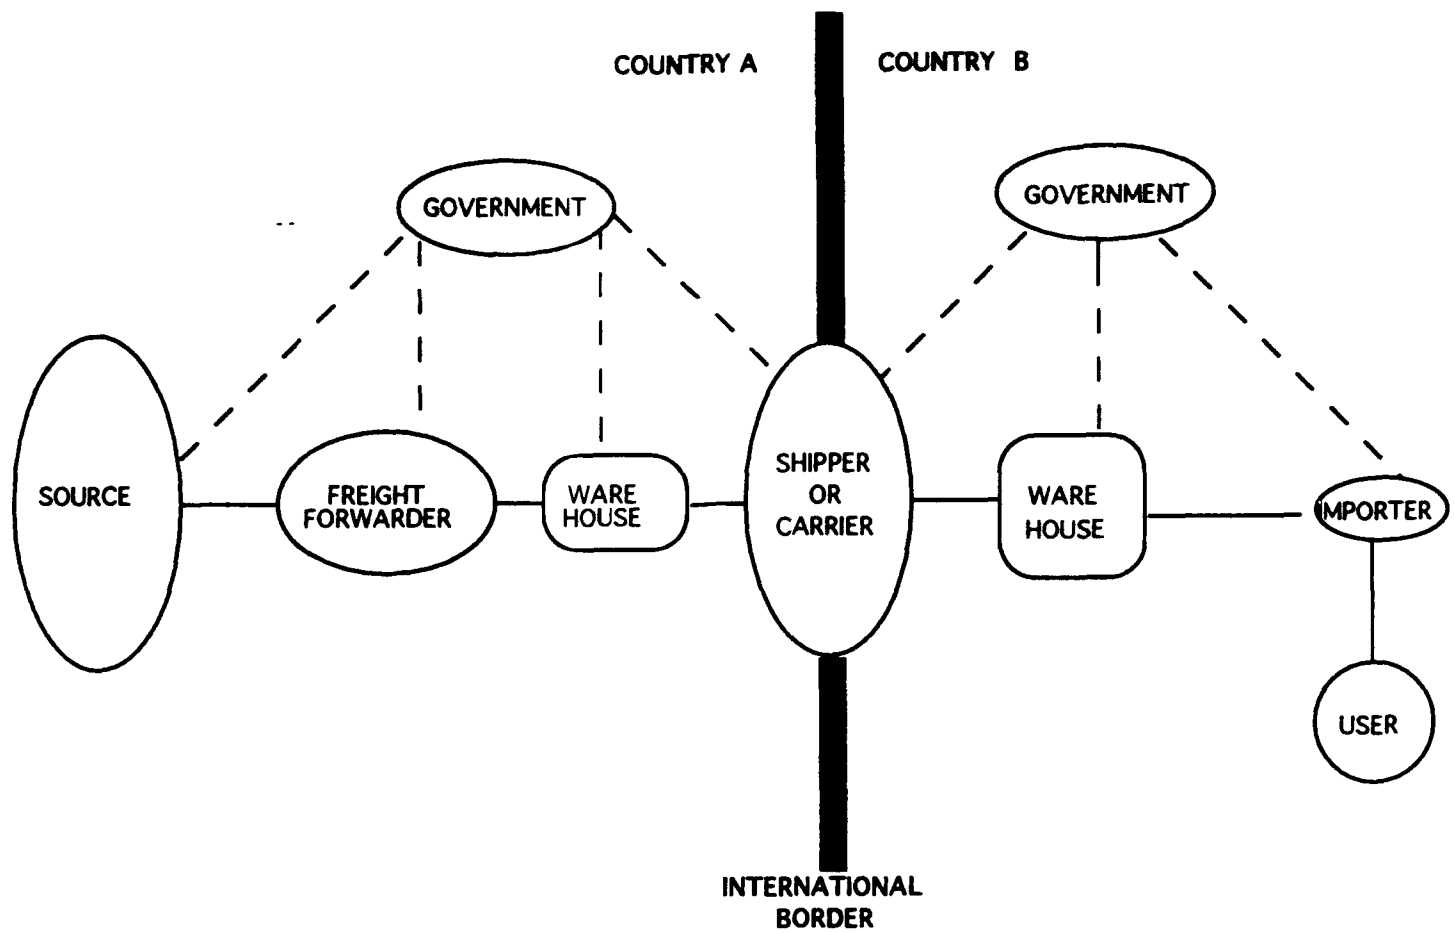 COUNTRY A
COUNTRY B
GOVERNMENT
GOVERNMENT
SOURCE
FREIGHT
FORWARDER
WARE
HOUSE
SHIPPER
OR
CARRIER
WARE
HOUSE
IMPORTER
USER
INTERNATIONAL
BORDER